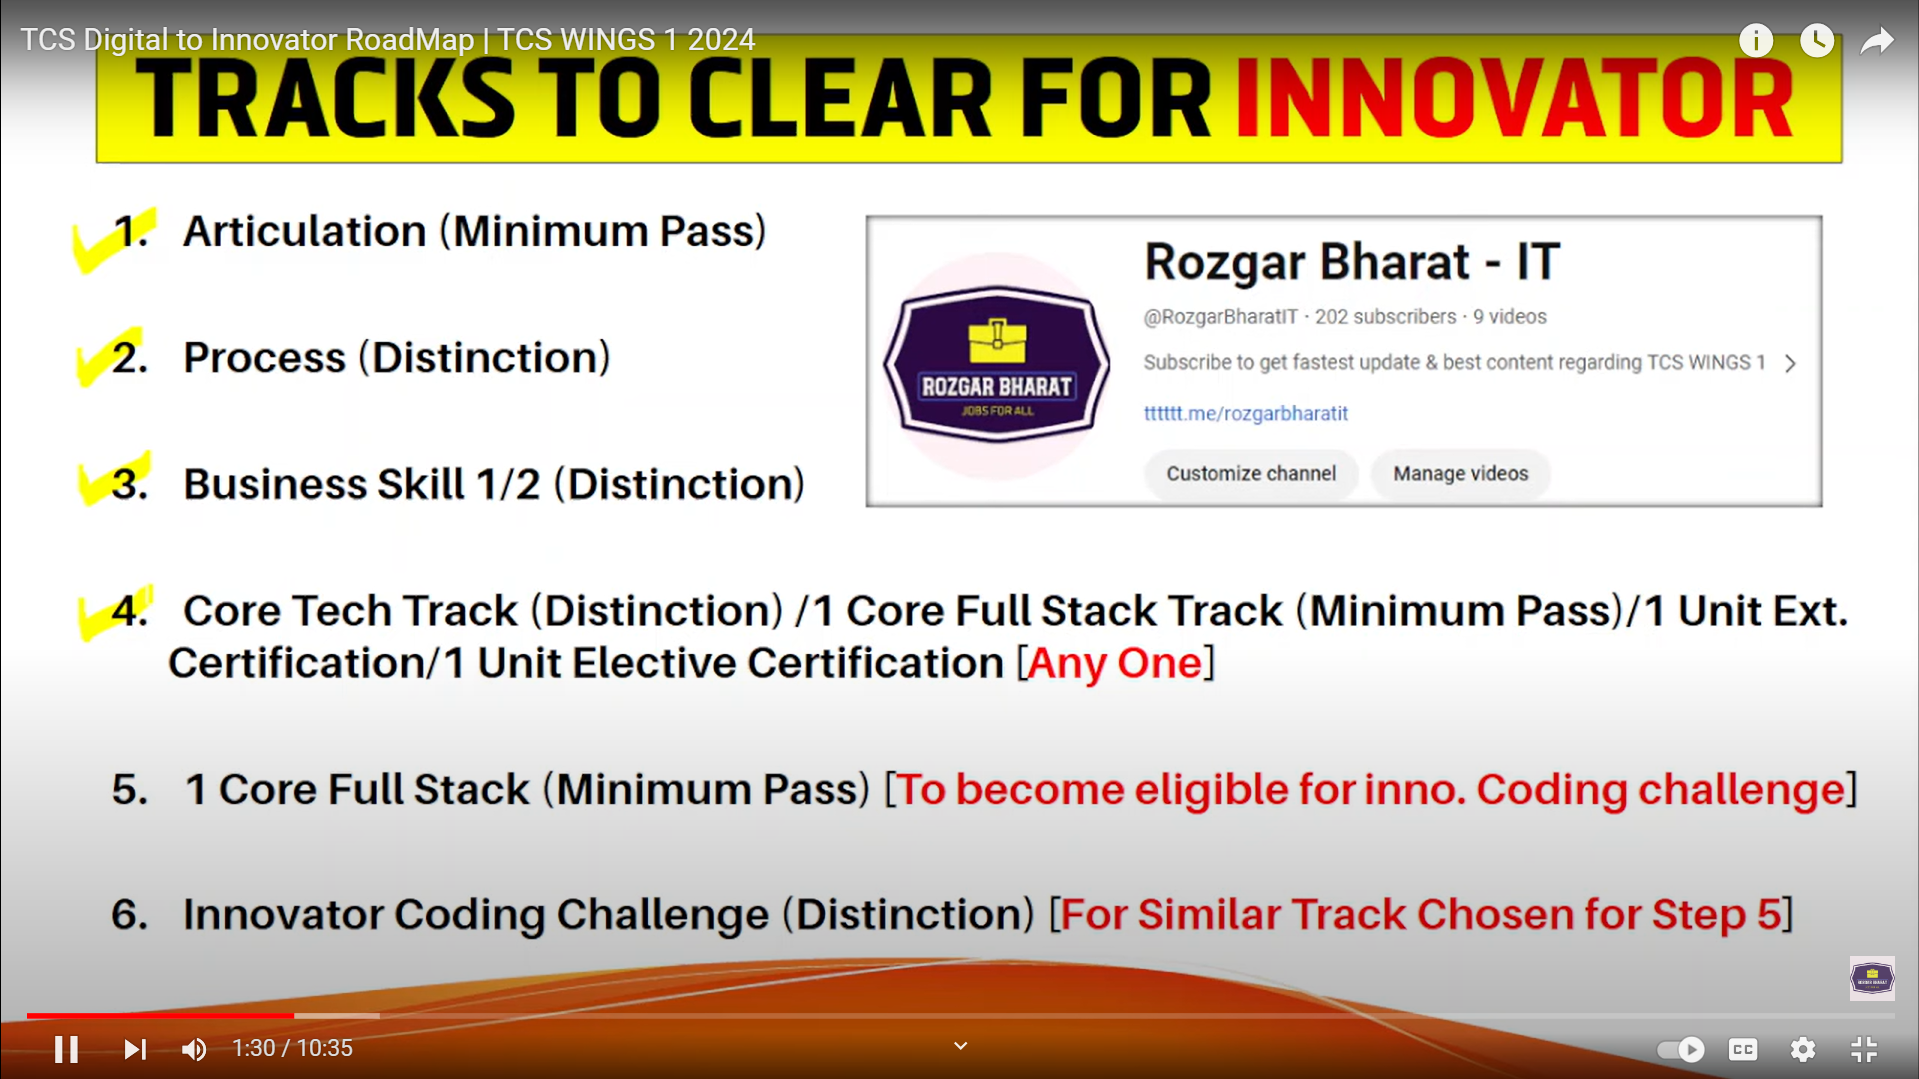 TCS Digital to Innovator RoadMap | TCS WINGS 1 2024
TRACKS TO CLEAR FOR INNOVATOR
1. Articulation (Minimum Pass)
2. Process (Distinction)
3. Business Skill 1/2 (Distinction)
Rozgar Bharat - IT
@RozgarBharatIT · 202 subscribers · 9 videos
Subscribe to get fastest update & best content regarding TCS WINGS 1
tttttt.me/rozgarbharatit
Customize channel Manage videos
ROZGAR BHARAT
JOBS FOR ALL
4. Core Tech Track (Distinction) /1 Core Full Stack Track (Minimum Pass)/1 Unit Ext.
Certification/1 Unit Elective Certification [Any One]
5. 1 Core Full Stack (Minimum Pass) [To become eligible for inno. Coding challenge]
6. Innovator Coding Challenge (Distinction) [For Similar Track Chosen for Step 5]
ROZGAR BHARAT
1:30 / 10:35
CC